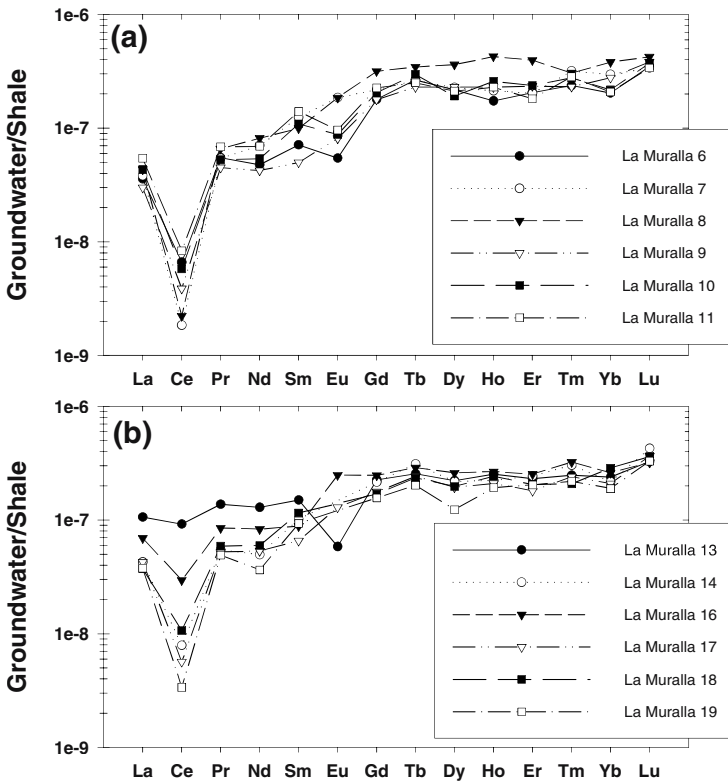 1e-6
(a)
1e-7
1e-8
1e-9
Groundwater/Shale
La Muralla 6
La Muralla 7
La Muralla 8
La Muralla 9
La Muralla 10
La Muralla 11
La Ce Pr Nd Sm Eu Gd Tb Dy Ho Er Tm Yb Lu
1e-6
(b)
1e-7
1e-8
1e-9
Groundwater/Shale
La Muralla 13
La Muralla 14
La Muralla 16
La Muralla 17
La Muralla 18
La Muralla 19
La Ce Pr Nd Sm Eu Gd Tb Dy Ho Er Tm Yb Lu